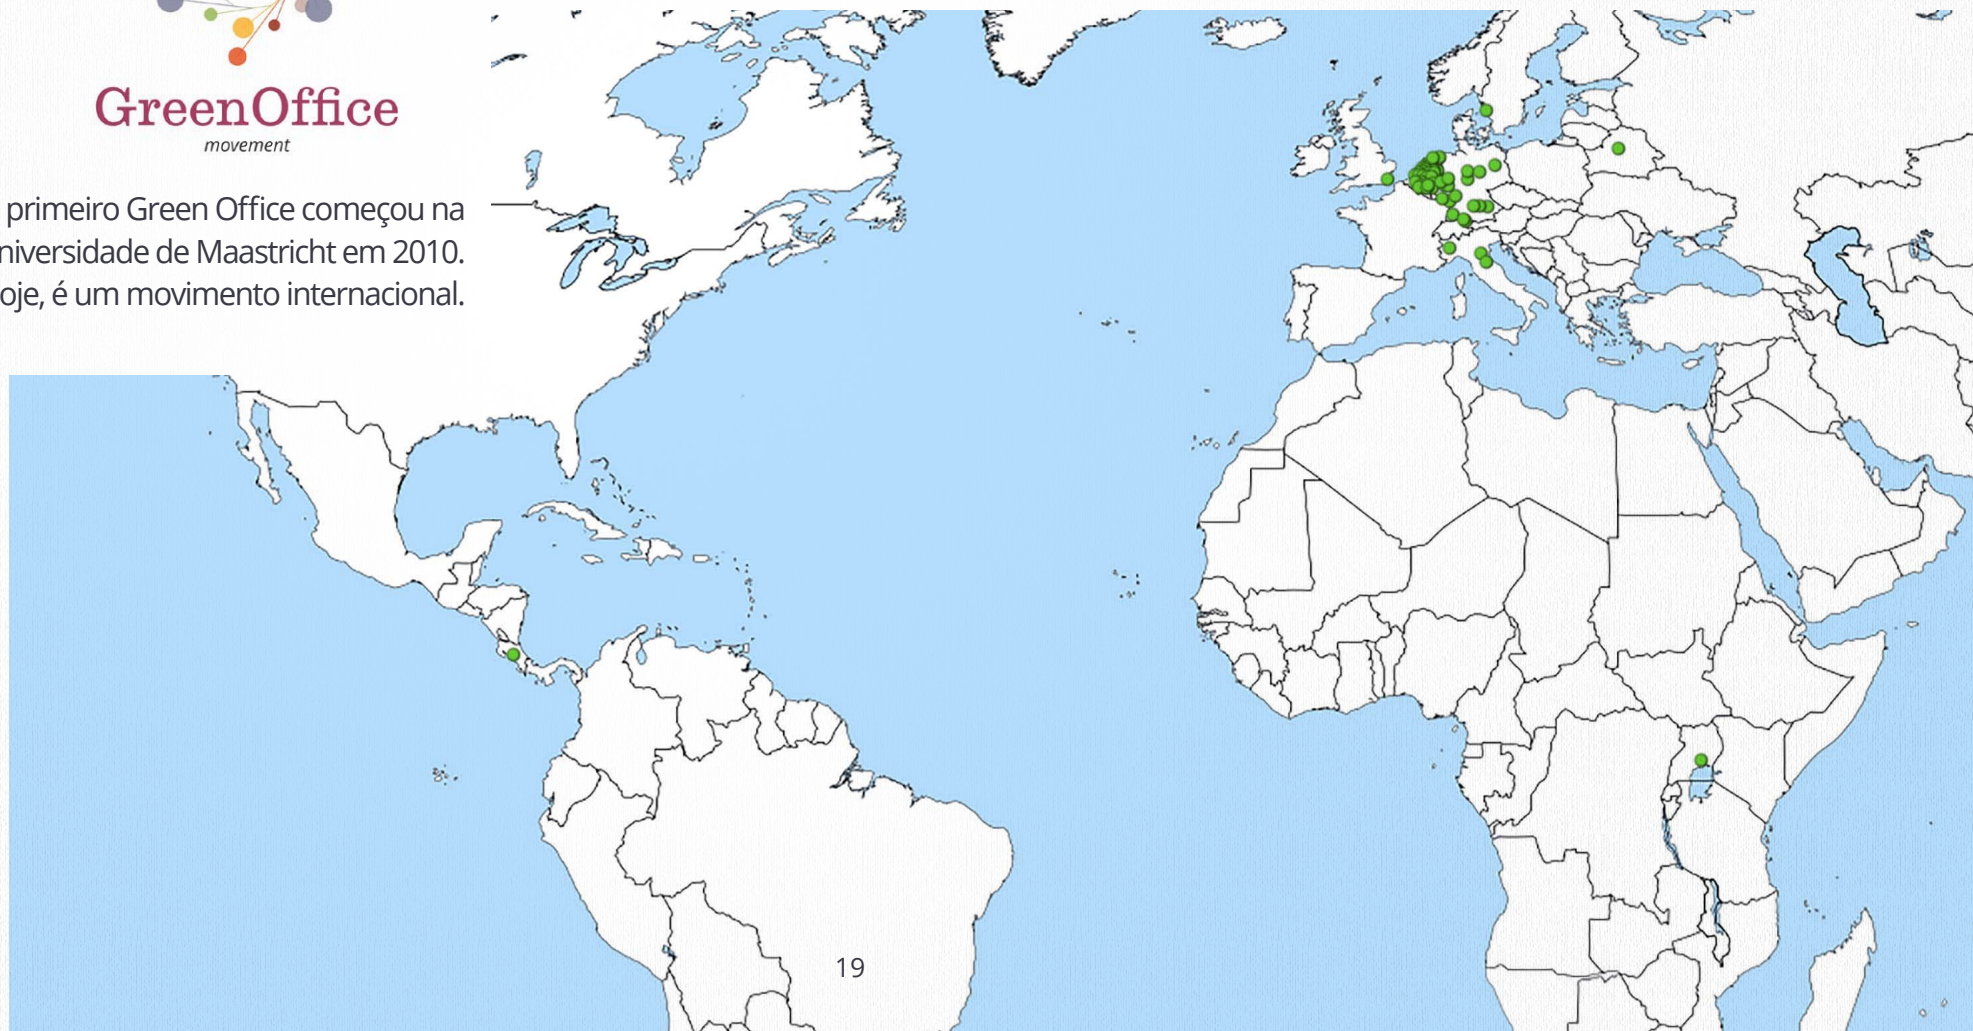 GreenOffice
movement
primeiro Green Office começou na
niversidade de Maastricht em 2010.
oje, é um movimento internacional.
19